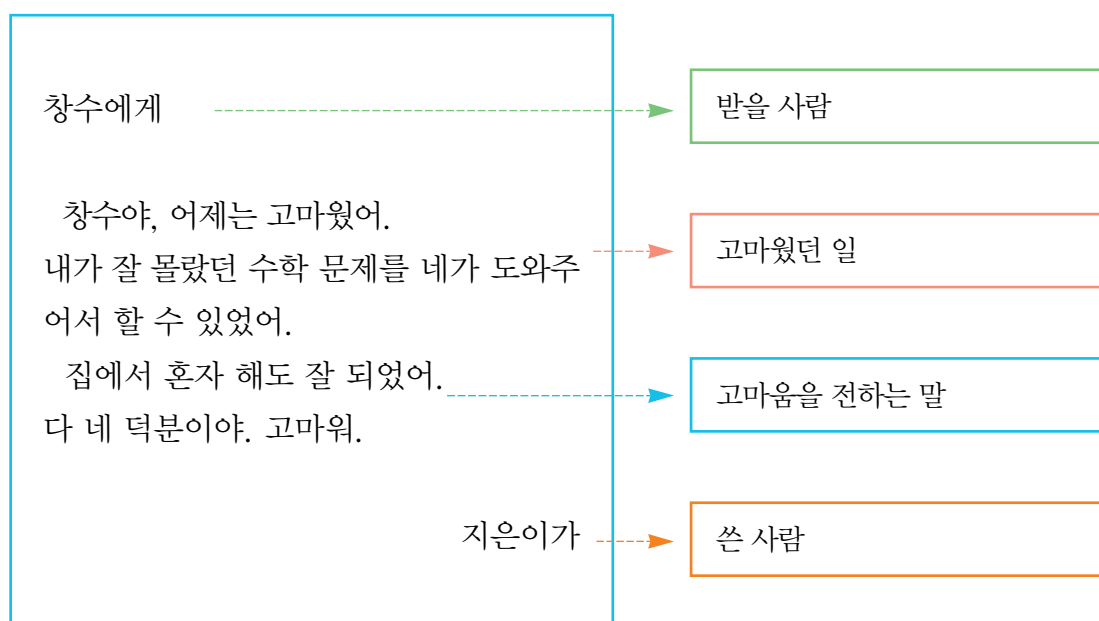 창수에게
받을 사람
창수야, 어제는 고마웠어.
내가 잘 몰랐던 수학 문제를 네가 도와주
어서 할 수 있었어.
고마웠던 일
집에서 혼자 해도 잘 되었어.
다 네 덕분이야. 고마워.
고마움을 전하는 말
지은이가
쓴 사람